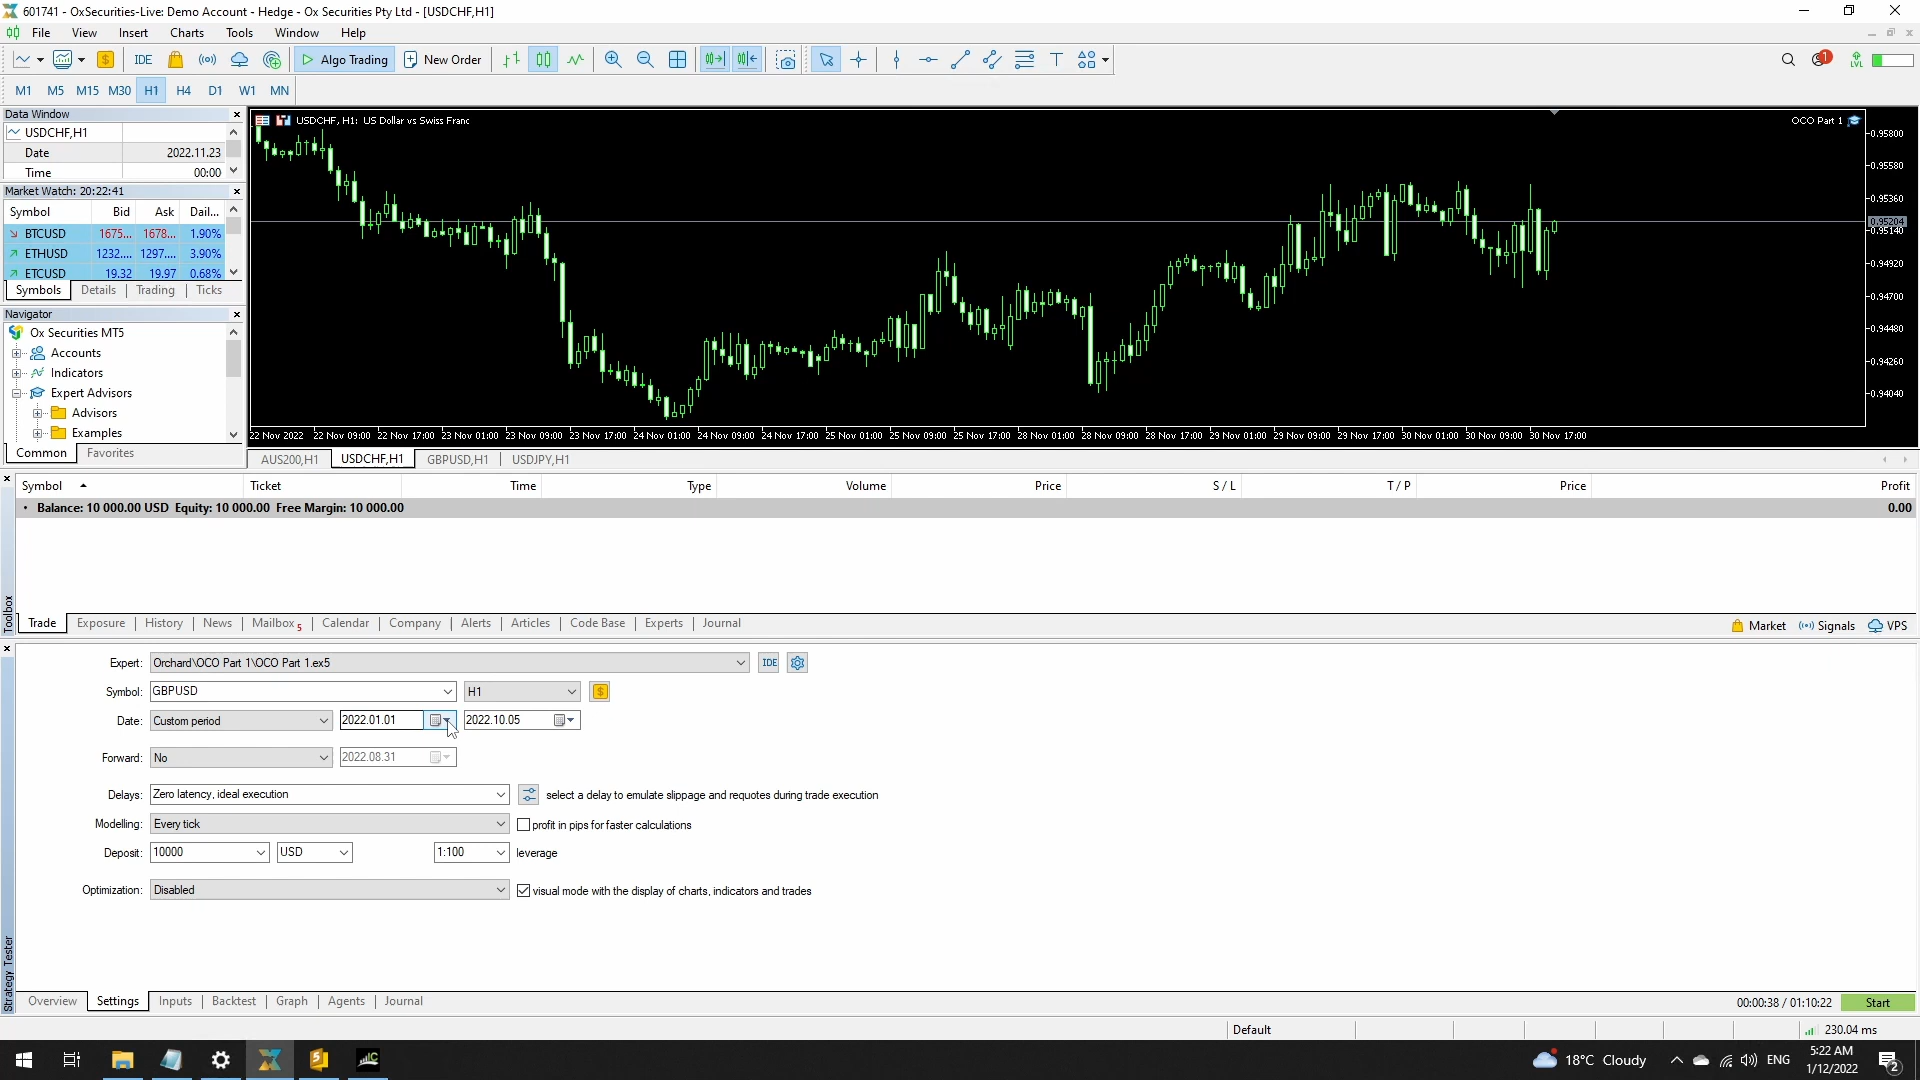 601741 - OxSecurities-Live: Demo Account - Hedge - Ox Securities Pty Ltd - [USDCHF,H1]
File View Insert Charts Tools Window Help
IDE Algo Trading New Order 1 LVL
M1 M5 M15 M30 H1 H4 D1 W1 MN
Data Window
USDCHF,H1
Date 2022.11.23
Time 00:00
Market Watch: 20:22:41
Symbol Bid Ask Dail...
BTCUSD 1675... 1678... 1.90%
ETHUSD 1232.... 1297.... 3.90%
ETCUSD 19.32 19.97 0.68%
Symbols Details Trading Ticks
Navigator
Ox Securities MT5
Accounts
Indicators
Expert Advisors
Advisors
Examples
Common Favorites
USDCHF, H1: US Dollar vs Swiss Franc
OCO Part 1
0.95800
0.95580
0.95360
0.95204
0.95140
0.94920
0.94700
0.94480
0.94260
0.94040
22 Nov 2022 22 Nov 09:00 22 Nov 17:00 23 Nov 01:00 23 Nov 09:00 23 Nov 17:00 24 Nov 01:00 24 Nov 09:00 24 Nov 17:00 25 Nov 01:00 25 Nov 09:00 25 Nov 17:00 28 Nov 01:00 28 Nov 09:00 28 Nov 17:00 29 Nov 01:00 29 Nov 09:00 29 Nov 17:00 30 Nov 01:00 30 Nov 09:00 30 Nov 17:00
AUS200,H1 USDCHF,H1 GBPUSD,H1 USDJPY,H1
Symbol Ticket Time Type Volume Price S / L T / P Price Profit
Balance: 10 000.00 USD Equity: 10 000.00 Free Margin: 10 000.00 0.00
Toolbox
Trade Exposure History News Mailbox 5 Calendar Company Alerts Articles Code Base Experts Journal Market Signals VPS
Expert: Orchard\OCO Part 1\OCO Part 1.ex5 IDE
Symbol: GBPUSD H1
Date: Custom period 2022.01.01 2022.10.05
Forward: No 2022.08.31
Delays: Zero latency, ideal execution select a delay to emulate slippage and requotes during trade execution
Modelling: Every tick profit in pips for faster calculations
Deposit: 10000 USD 1:100 leverage
Optimization: Disabled visual mode with the display of charts, indicators and trades
Strategy Tester
Overview Settings Inputs Backtest Graph Agents Journal 00:00:38 / 01:10:22 Start
Default 230.04 ms
18°C Cloudy ENG 5:22 AM
1/12/2022 2